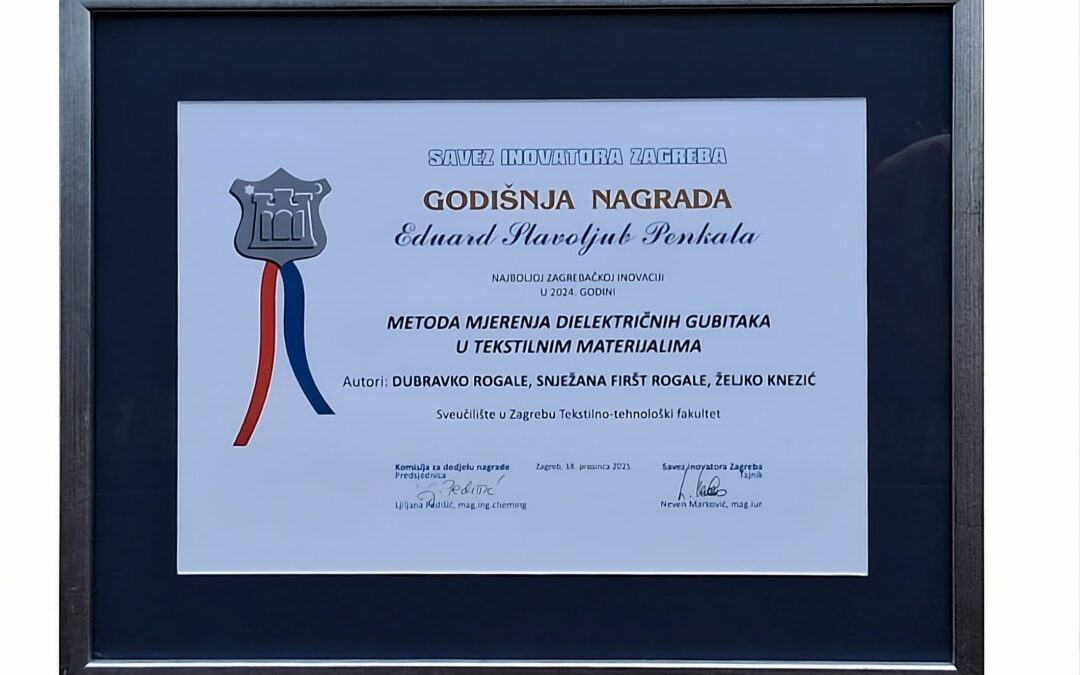 SAVEZ INOVATORA ZAGREBA
GODIŠNJA NAGRADA
Eduard Slavoljub Penkala
NAJBOLJOJ ZAGREBAČKOJ INOVACIJI
U 2024. GODINI
METODA MJERENJA DIELEKTRIČNIH GUBITAKA
U TEKSTILNIM MATERIJALIMA
Autori: DUBRAVKO ROGALE, SNJEŽANA FIRŠT ROGALE, ŽELJKO KNEZIĆ
Sveučilište u Zagrebu Tekstilno-tehnološki fakultet
Komisija za dodjelu nagrade
Predsjednica
Ljiljana Pedišić, mag.ing.cheming.
Zagreb, 18. prosinca 2025
Savez inovatora Zagreba
Tajnik
Neven Marković, mag.iur.